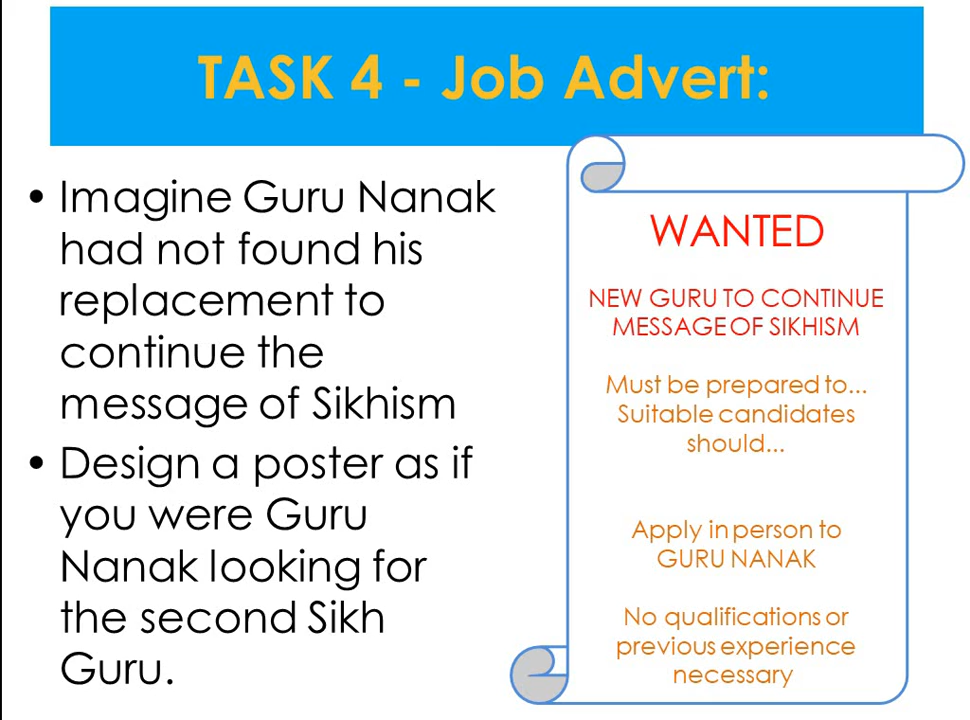 TASK 4 - Job Advert:
• Imagine Guru Nanak
had not found his
replacement to
continue the
message of Sikhism
• Design a poster as if
you were Guru
Nanak looking for
the second Sikh
Guru.
WANTED
NEW GURU TO CONTINUE
MESSAGE OF SIKHISM
Must be prepared to...
Suitable candidates
should...
Apply in person to
GURU NANAK
No qualifications or
previous experience
necessary